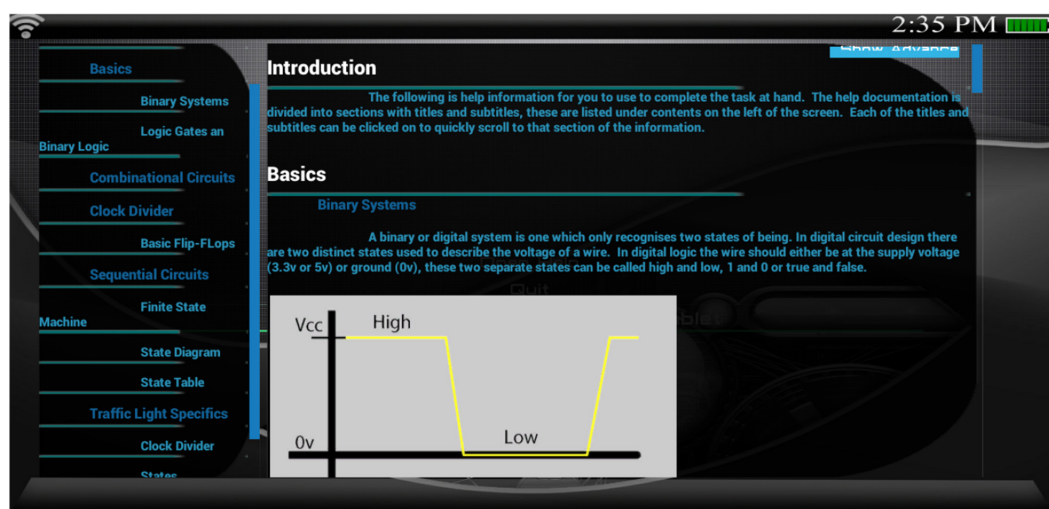 2:35 PM
Basics
Binary Systems
Logic Gates an
Binary Logic
Combinational Circuits
Clock Divider
Basic Flip-FLops
Sequential Circuits
Finite State
Machine
State Diagram
State Table
Traffic Light Specifics
Clock Divider
States
Show Advance
Introduction
The following is help information for you to use to complete the task at hand. The help documentation is
divided into sections with titles and subtitles, these are listed under contents on the left of the screen. Each of the titles and
subtitles can be clicked on to quickly scroll to that section of the information.
Basics
Binary Systems
A binary or digital system is one which only recognises two states of being. In digital circuit design there
are two distinct states used to describe the voltage of a wire. In digital logic the wire should either be at the supply voltage
(3.3v or 5v) or ground (0v), these two separate states can be called high and low, 1 and 0 or true and false.
Quit
Vcc
High
0v
Low